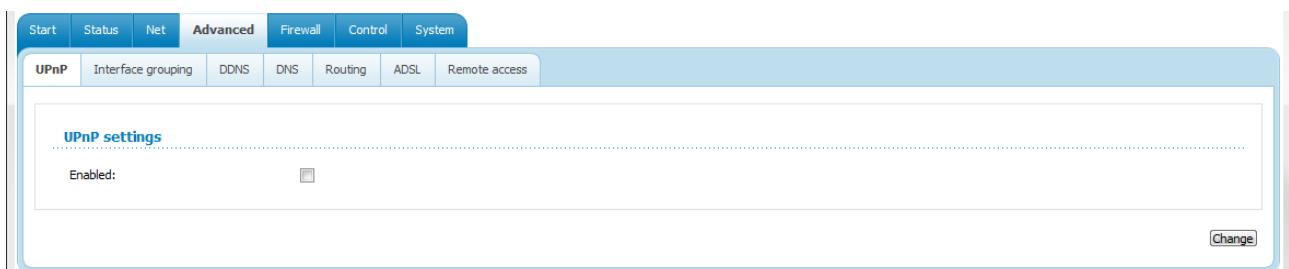 Start Status Net Advanced Firewall Control System
UPnP Interface grouping DDNS DNS Routing ADSL Remote access
UPnP settings
Enabled:
Change